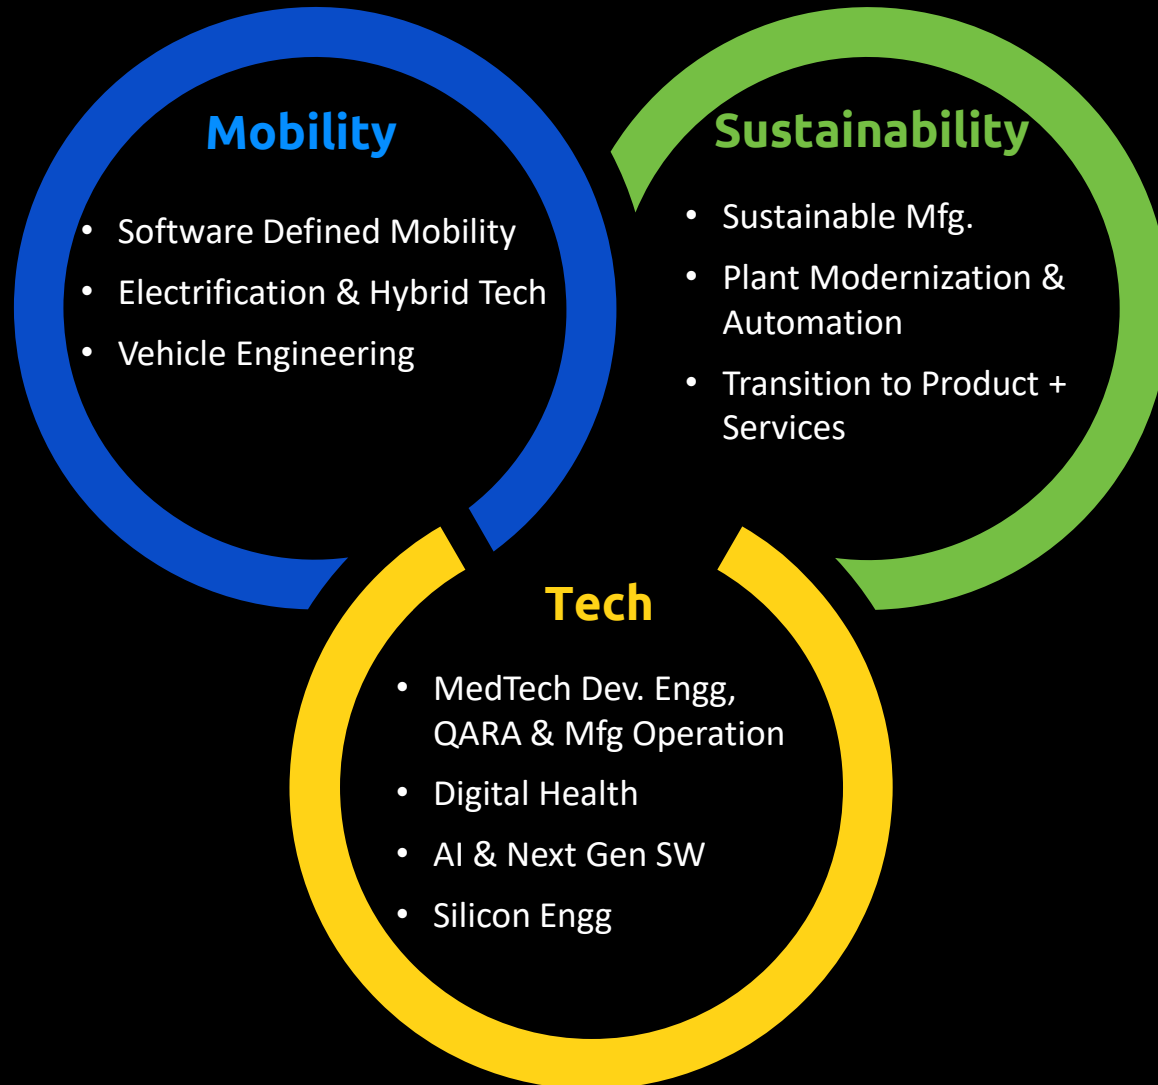 Mobility
• Software Defined Mobility
• Electrification & Hybrid Tech
• Vehicle Engineering
Sustainability
• Sustainable Mfg.
• Plant Modernization &
Automation
• Transition to Product +
Services
Tech
• MedTech Dev. Engg,
QARA & Mfg Operation
• Digital Health
• AI & Next Gen SW
• Silicon Engg